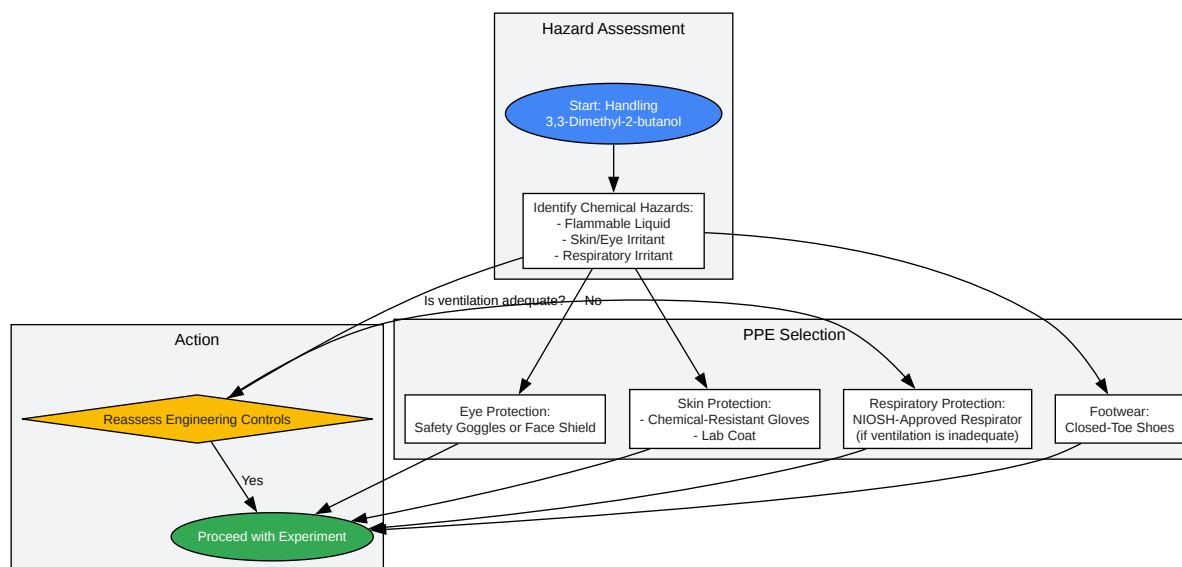 Hazard Assessment
Start: Handling
3,3-Dimethyl-2-butanol
Identify Chemical Hazards:
- Flammable Liquid
- Skin/Eye Irritant
- Respiratory Irritant
Is ventilation adequate?
No
Action
PPE Selection
Reassess Engineering Controls
Eye Protection:
Safety Goggles or Face Shield
Skin Protection:
- Chemical-Resistant Gloves
- Lab Coat
Respiratory Protection:
NIOSH-Approved Respirator
(if ventilation is inadequate)
Footwear:
Closed-Toe Shoes
Yes
Proceed with Experiment